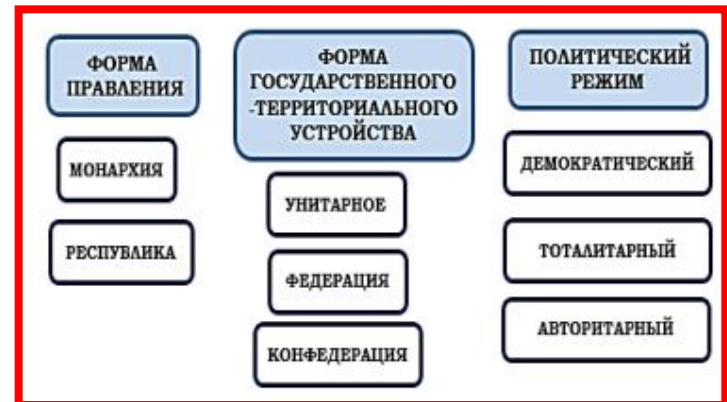 ФОРМА
ПРАВЛЕНИЯ
МОНАРХИЯ
РЕСПУБЛИКА
ФОРМА
ГОСУДАРСТВЕННОГО
-ТЕРРИТОРИАЛЬНОГО
УСТРОЙСТВА
УНИТАРНОЕ
ФЕДЕРАЦИЯ
КОНФЕДЕРАЦИЯ
ПОЛИТИЧЕСКИЙ
РЕЖИМ
ДЕМОКРАТИЧЕСКИЙ
ТОТАЛИТАРНЫЙ
АВТОРИТАРНЫЙ